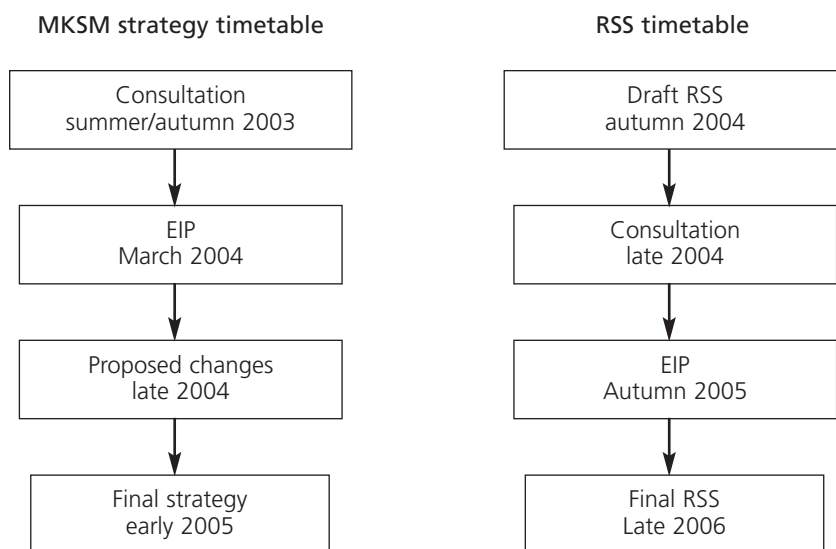 MKSM strategy timetable
Consultation
summer/autumn 2003
EIP
March 2004
Proposed changes
late 2004
Final strategy
early 2005
RSS timetable
Draft RSS
autumn 2004
Consultation
late 2004
EIP
Autumn 2005
Final RSS
Late 2006